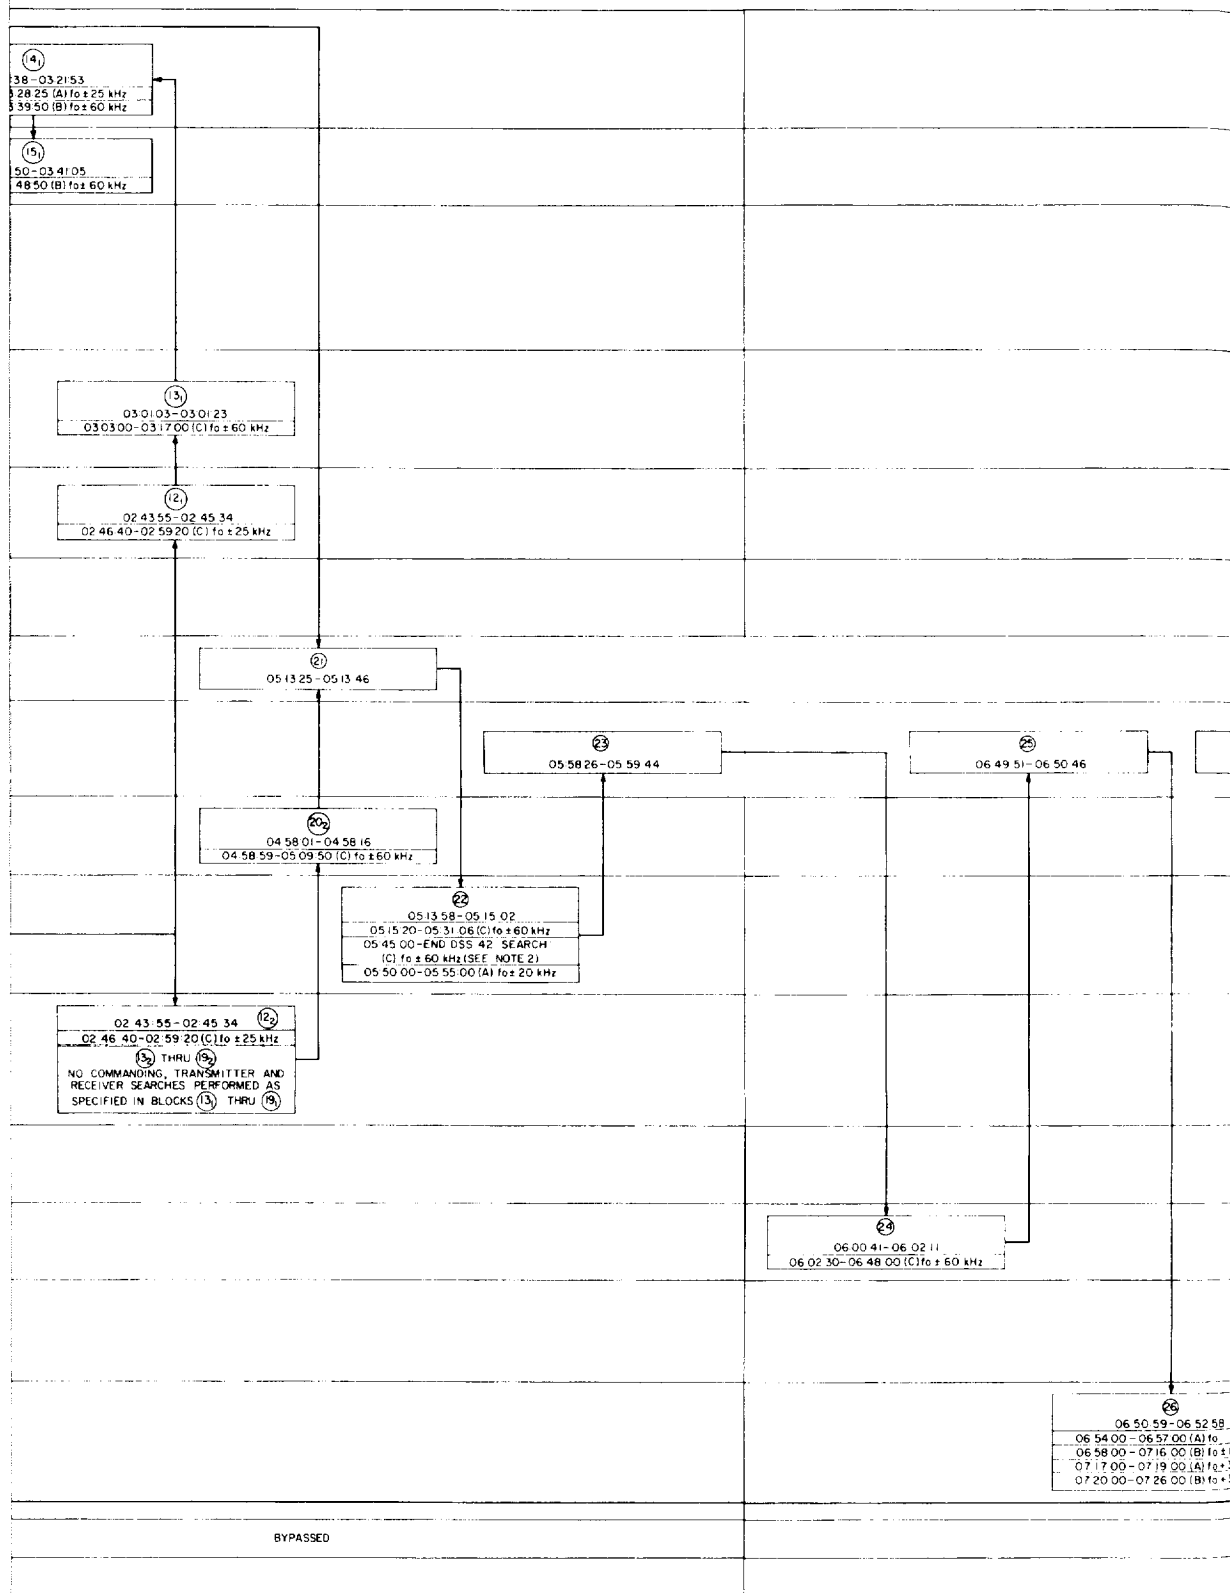 14₁
38-03 21:53
28 25 (A) fo ± 25 kHz
39:50 (B) fo ± 60 kHz
15₁
50-03 41:05
48 50 (B) fo ± 60 kHz
13₁
03:01:03-03:01:23
03 03 00-03 17 00 (C) fo ± 60 kHz
12₁
02 43 55-02 45 34
02 46 40-02 59 20 (C) fo ± 25 kHz
21
05 13 25-05 13 46
23
05 58 26-05 59 44
25
06 49 51-06 50 46
20₂
04 58 01-04 58 16
04 58 59-05 09 50 (C) fo ± 60 kHz
22
05 13 58-05 15 02
05 15 20-05:31:06 (C) fo ± 60 kHz
05 45 00-END DSS 42 SEARCH
(C) fo ± 60 kHz (SEE NOTE 2)
05 50 00-05 55 00 (A) fo ± 20 kHz
02 43:55-02:45 34 12₂
02 46 40-02:59:20 (C) fo ± 25 kHz
13₂ THRU 19₂
NO COMMANDING, TRANSMITTER AND
RECEIVER SEARCHES PERFORMED AS
SPECIFIED IN BLOCKS 13₁ THRU 19₁
24
06 00 41-06 02 11
06 02 30-06 48 00 (C) fo ± 60 kHz
26
06 50 59-06 52 58
06 54 00-06 57 00 (A) fo
06 58 00-07 16 00 (B) fo ±
07 17 00-07 19 00 (A) fo
07 20 00-07 26 00 (B) fo
BYPASSED